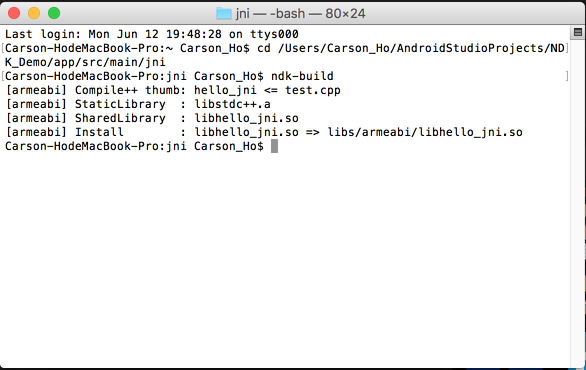 jni — -bash — 80×24
Last login: Mon Jun 12 19:48:28 on ttys000
[Carson-HodeMacBook-Pro:~ Carson_Ho$ cd /Users/Carson_Ho/AndroidStudioProjects/ND]
K_Demo/app/src/main/jni
[Carson-HodeMacBook-Pro:jni Carson_Ho$ ndk-build ]
[armeabi] Compile++ thumb: hello_jni <= test.cpp
[armeabi] StaticLibrary  : libstdc++.a
[armeabi] SharedLibrary  : libhello_jni.so
[armeabi] Install        : libhello_jni.so => libs/armeabi/libhello_jni.so
Carson-HodeMacBook-Pro:jni Carson_Ho$